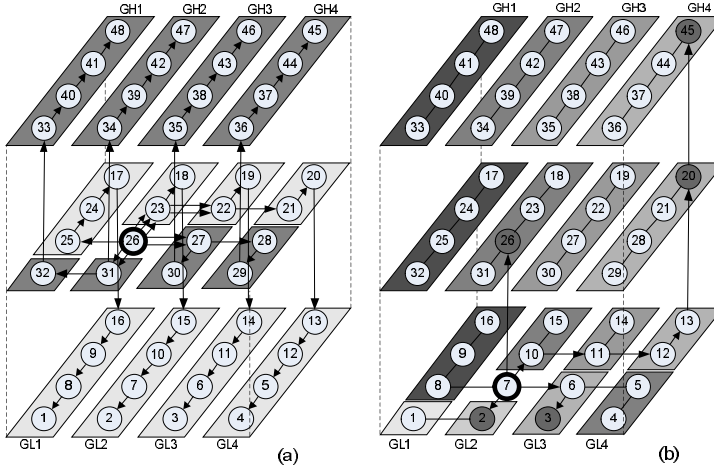 GH1 GH2 GH3 GH4
48 47 46 45
41 42 43 44
40 39 38 37
33 34 35 36
17 18 19 20
24 23 22 21
25 26 27 28
32 31 30 29
16 15 14 13
9 10 11 12
8 7 6 5
1 2 3 4
GL1 GL2 GL3 GL4
(a)
GH1 GH2 GH3 GH4
48 47 46 45
41 42 43 44
40 39 38 37
33 34 35 36
17 18 19 20
24 23 22 21
25 26 27 28
32 31 30 29
16 15 14 13
9 10 11 12
8 7 6 5
1 2 3 4
GL1 GL2 GL3 GL4
(b)